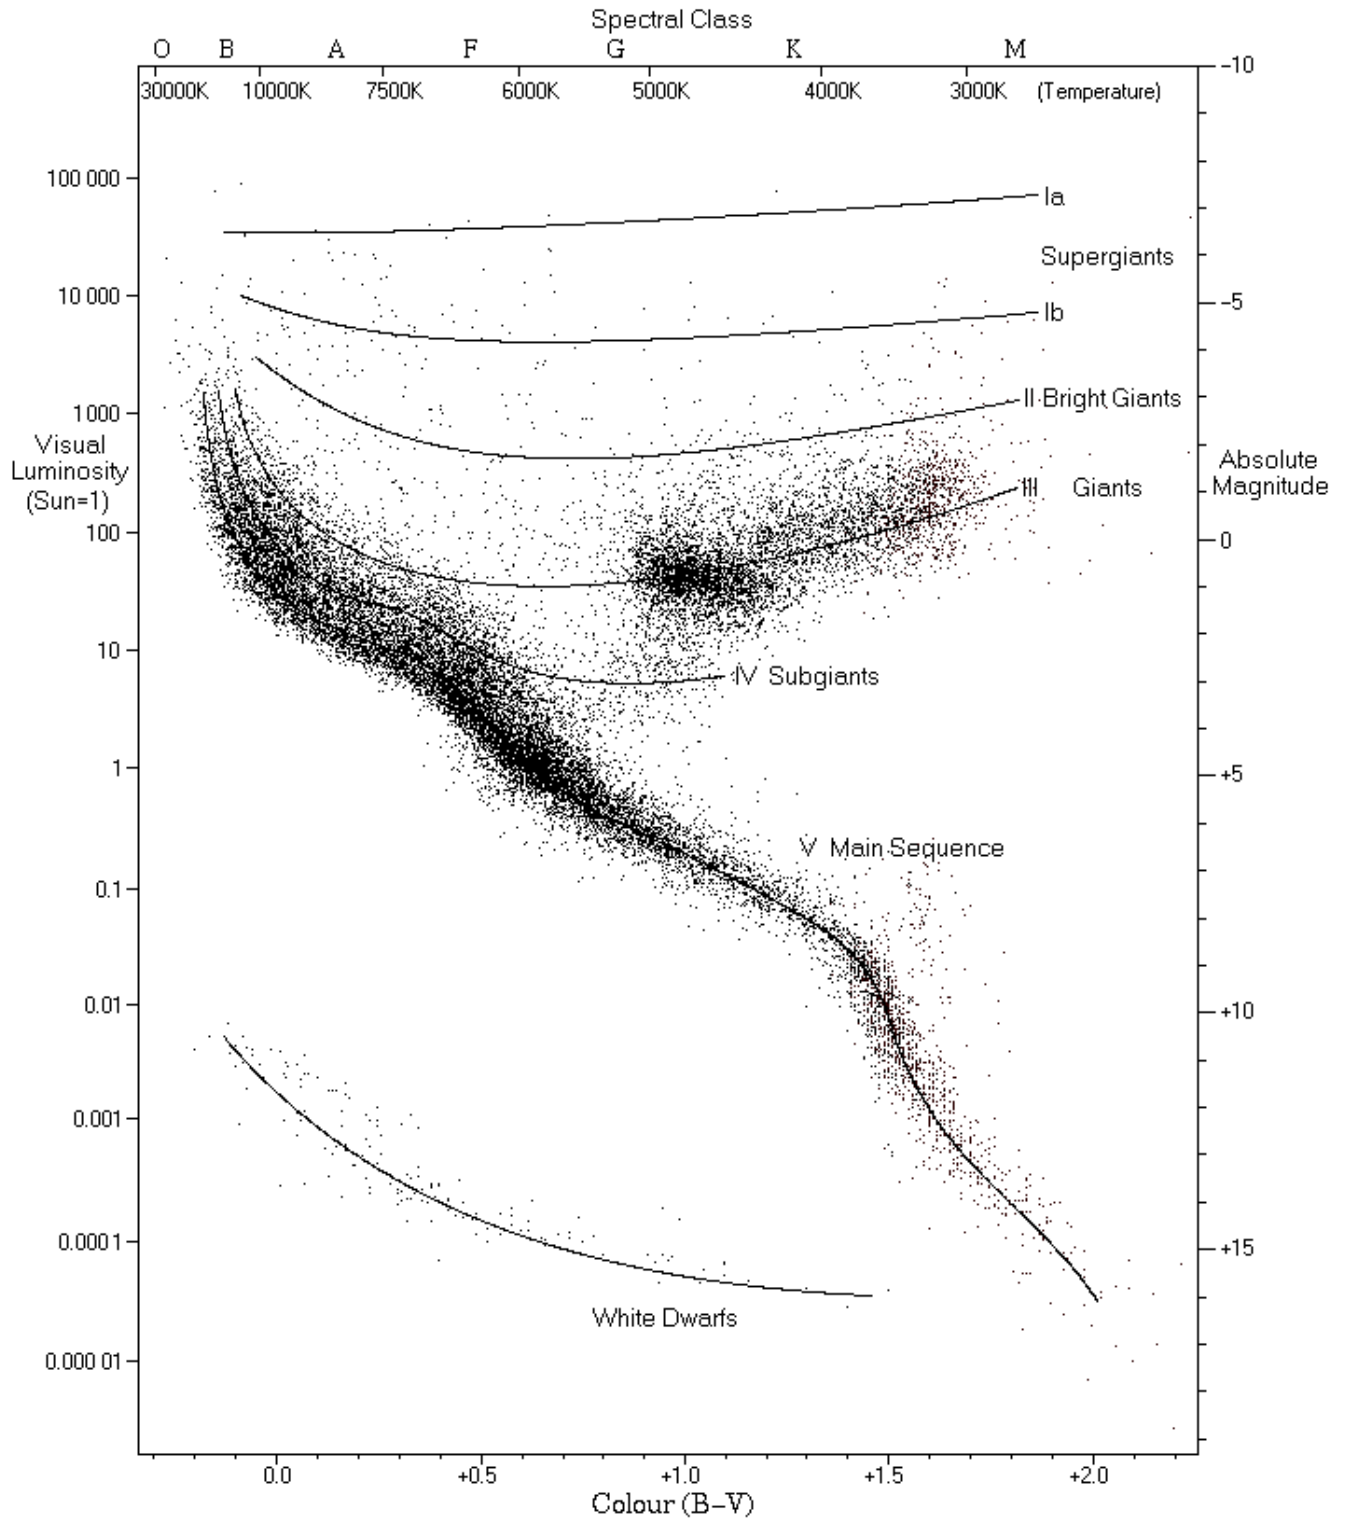 Spectral Class
O B A F G K M
30000K 10000K 7500K 6000K 5000K 4000K 3000K (Temperature)
−10
100 000
Ia
Supergiants
10 000
−5
Ib
1 000
II Bright Giants
Visual
Luminosity
(Sun=1)
Absolute
Magnitude
III Giants
100
0
10
IV Subgiants
1
+5
V Main Sequence
0.1
0.01
+10
0.001
0.0001
+15
White Dwarfs
0.000 01
0.0 +0.5 +1.0 +1.5 +2.0
Colour (B−V)